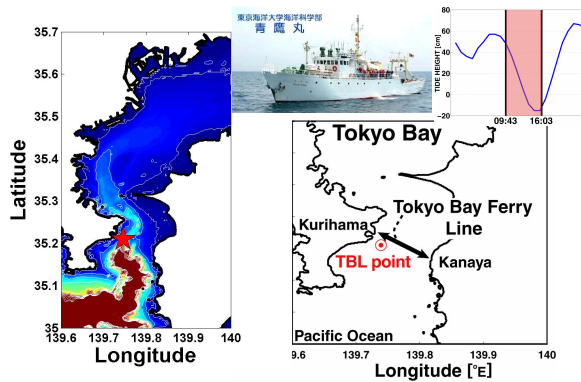 35.7
35.6
35.5
35.4
35.3
35.2
35.1
35
Latitude
139.6
139.7
139.8
139.9
140
Longitude
東京海洋大学海洋科学部
青鷹丸
80
60
40
20
0
−20
TIDE HEIGHT [cm]
09:43
16:03
Tokyo Bay
Tokyo Bay Ferry
Line
Kurihama
TBL point
Kanaya
Pacific Ocean
9.6
139.7
139.8
139.9
140
Longitude [°E]